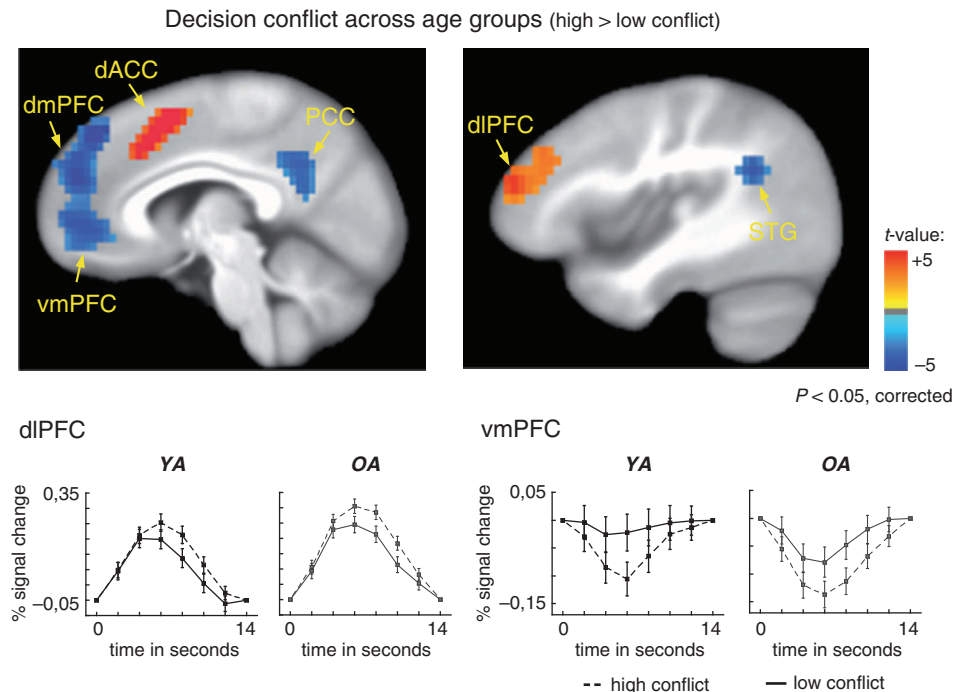 Decision conflict across age groups (high > low conflict)
dACC
dmPFC
PCC
vmPFC
dlPFC
STG
t-value:
+5
–5
P < 0.05, corrected
dlPFC
YA
OA
% signal change
0,35
–0,05
0
14
0
14
time in seconds
time in seconds
vmPFC
YA
OA
% signal change
0,05
–0.15
0
14
0
14
time in seconds
time in seconds
high conflict
low conflict